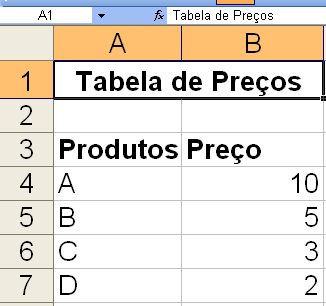 A1 fx Tabela de Preços
A B
1 Tabela de Preços
2
3 Produtos Preço
4 A 10
5 B 5
6 C 3
7 D 2